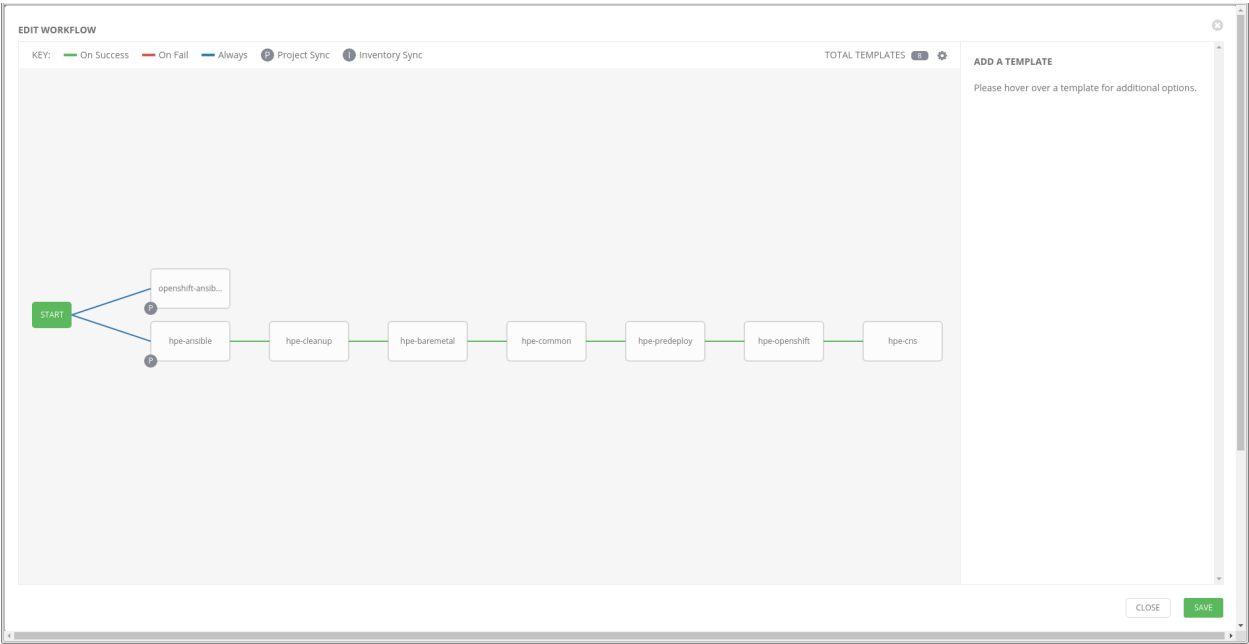 EDIT WORKFLOW
KEY: On Success On Fail Always P Project Sync I Inventory Sync TOTAL TEMPLATES 8
ADD A TEMPLATE
Please hover over a template for additional options.
openshift-ansib...
P
START
hpe-ansible hpe-cleanup hpe-baremetal hpe-common hpe-predeploy hpe-openshift hpe-cns
P
CLOSE SAVE